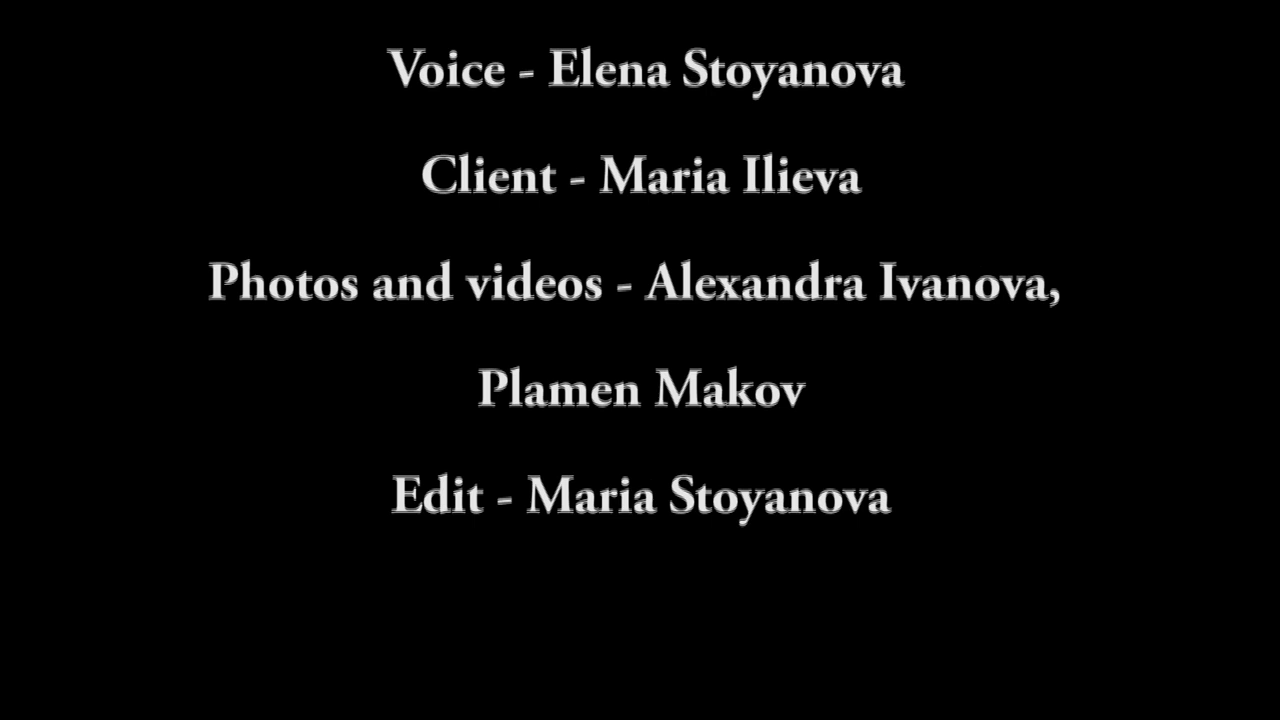 Voice - Elena Stoyanova
Client - Maria Ilieva
Photos and videos - Alexandra Ivanova,
Plamen Makov
Edit - Maria Stoyanova